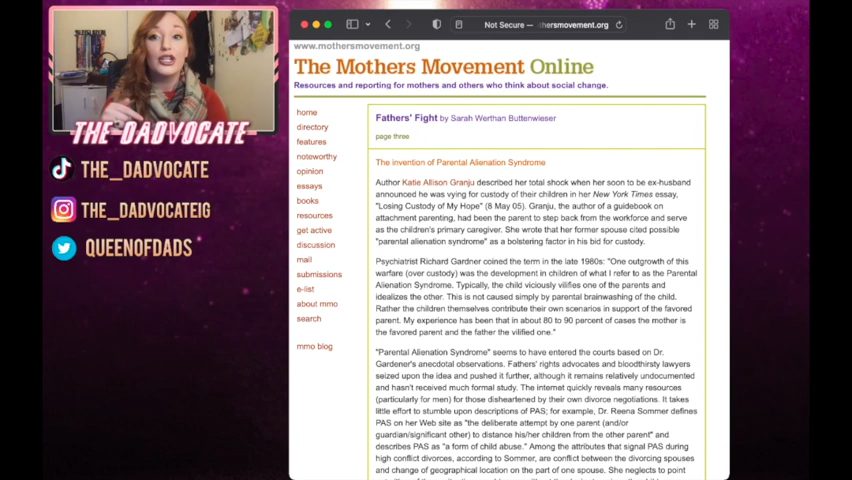 THE DADVOCATE
THE__DADVOCATE
THE_DADVOCATEIG
QUEENOFDADS
Not Secure — :hersmovement.org
www.mothersmovement.org
The Mothers Movement Online
Resources and reporting for mothers and others who think about social change.
home
directory
features
noteworthy
opinion
essays
books
resources
get active
discussion
mail
submissions
e-list
about mmo
search
mmo blog
Fathers' Fight by Sarah Werthan Buttenwieser
page three
The invention of Parental Alienation Syndrome
Author Katie Allison Granju described her total shock when her soon to be ex-husband
announced he was vying for custody of their children in her New York Times essay,
"Losing Custody of My Hope" (8 May 05). Granju, the author of a guidebook on
attachment parenting, had been the parent to step back from the workforce and serve
as the children's primary caregiver. She wrote that her former spouse cited possible
"parental alienation syndrome" as a bolstering factor in his bid for custody.
Psychiatrist Richard Gardner coined the term in the late 1980s: "One outgrowth of this
warfare (over custody) was the development in children of what I refer to as the Parental
Alienation Syndrome. Typically, the child viciously vilifies one of the parents and
idealizes the other. This is not caused simply by parental brainwashing of the child.
Rather the children themselves contribute their own scenarios in support of the favored
parent. My experience has been that in about 80 to 90 percent of cases the mother is
the favored parent and the father the vilified one."
"Parental Alienation Syndrome" seems to have entered the courts based on Dr.
Gardener's anecdotal observations. Fathers' rights advocates and bloodthirsty lawyers
seized upon the idea and pushed it further, although it remains relatively undocumented
and hasn't received much formal study. The internet quickly reveals many resources
(particularly for men) for those disheartened by their own divorce negotiations. It takes
little effort to stumble upon descriptions of PAS; for example, Dr. Reena Sommer defines
PAS on her Web site as "the deliberate attempt by one parent (and/or
guardian/significant other) to distance his/her children from the other parent" and
describes PAS as "a form of child abuse." Among the attributes that signal PAS during
high conflict divorces, according to Sommer, are conflict between the divorcing spouses
and change of geographical location on the part of one spouse. She neglects to point